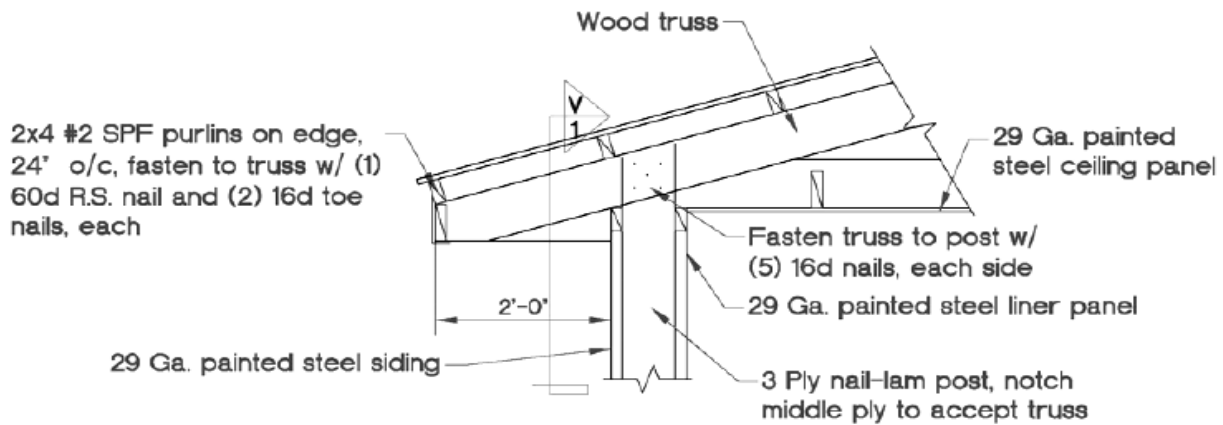 Wood truss
V
1
2x4 #2 SPF purlins on edge,
24" o/c, fasten to truss w/ (1)
60d R.S. nail and (2) 16d toe
nails, each
29 Ga. painted
steel ceiling panel
Fasten truss to post w/
(5) 16d nails, each side
2'-0"
29 Ga. painted steel liner panel
29 Ga. painted steel siding
3 Ply nail-lam post, notch
middle ply to accept truss